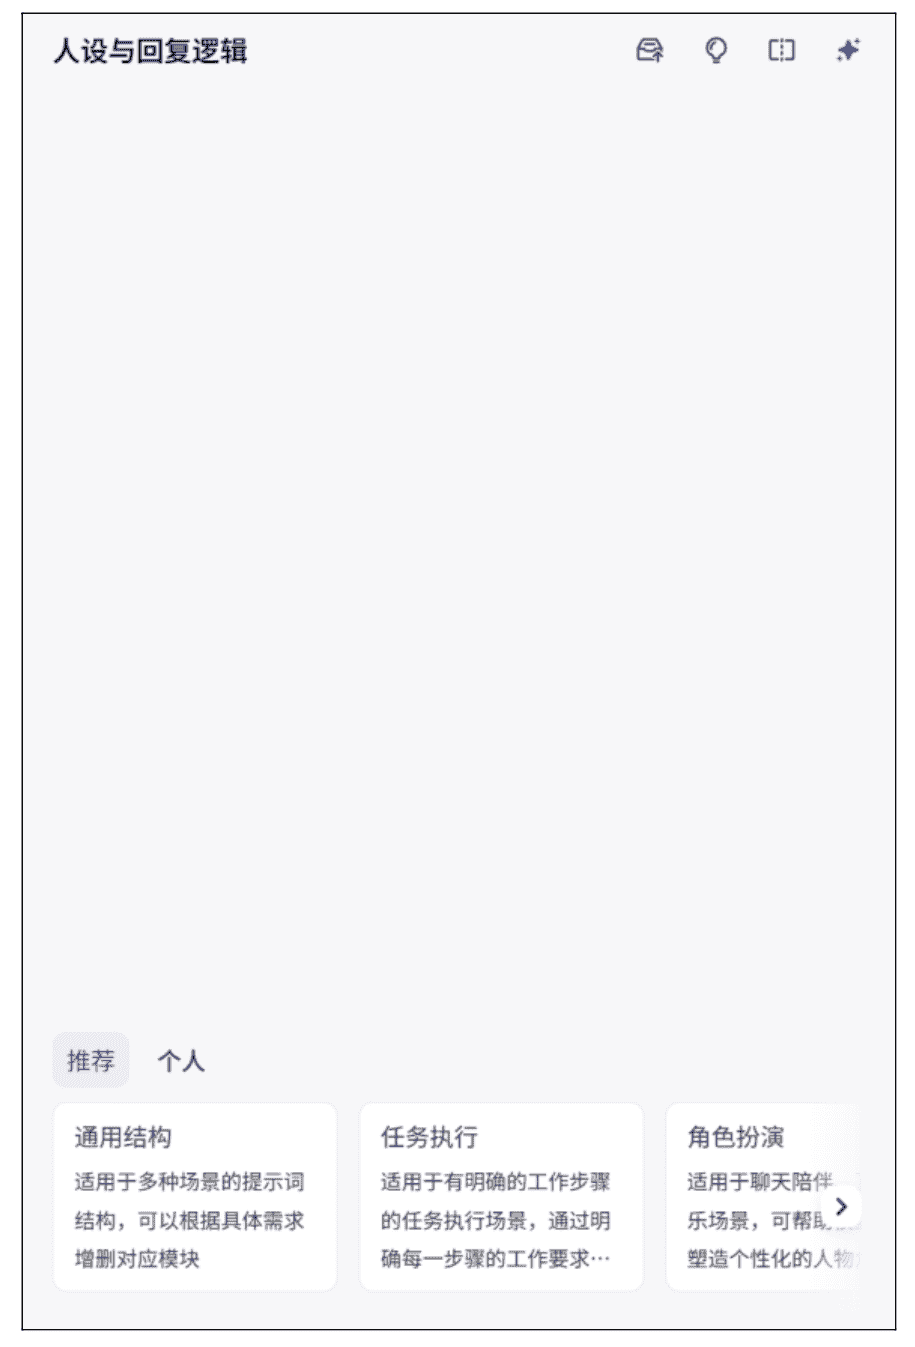 人设与回复逻辑
推荐
个人
通用结构
适用于多种场景的提示词
结构，可以根据具体需求
增删对应模块
任务执行
适用于有明确的工作步骤
的任务执行场景，通过明
确每一步骤的工作要求…
角色扮演
适用于聊天陪伴
乐场景，可帮助
塑造个性化的人物